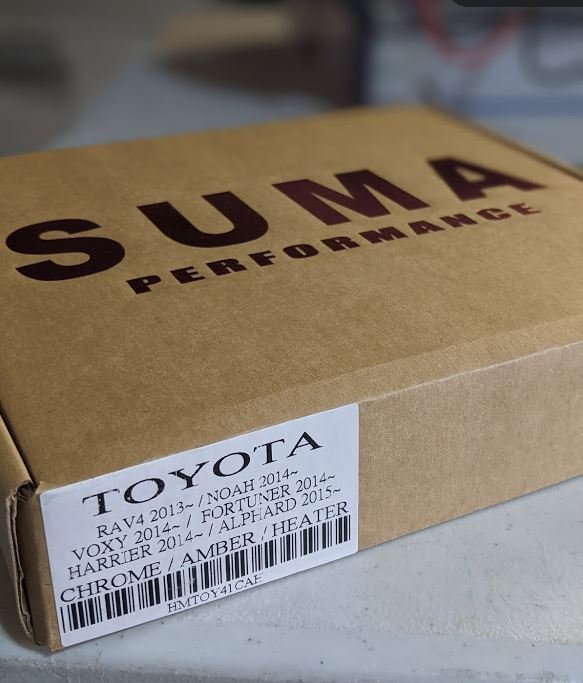 SUMA
PERFORMANCE
TOYOTA
RAV4 2013~ / NOAH 2014~
VOXY 2014~ / FORTUNER 2014~
HARRIER 2014~ / ALPHARD 2015~
CHROME / AMBER / HEATER
HMTOY41CAH